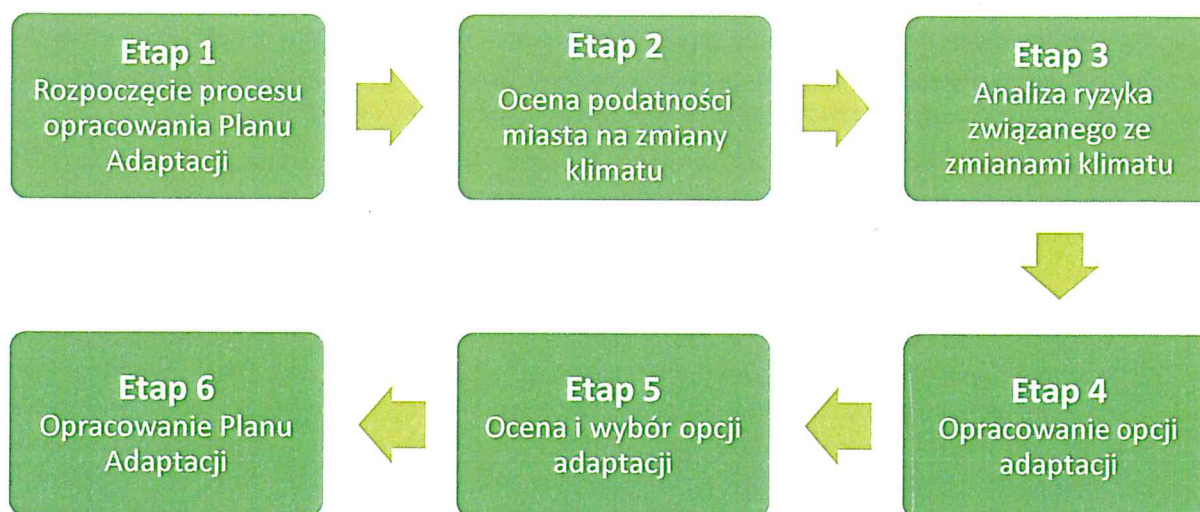 Etap 1
Rozpoczęcie procesu
opracowania Planu
Adaptacji
Etap 2
Ocena podatności
miasta na zmiany
klimatu
Etap 3
Analiza ryzyka
związanego ze
zmianami klimatu
Etap 4
Opracowanie opcji
adaptacji
Etap 5
Ocena i wybór opcji
adaptacji
Etap 6
Opracowanie Planu
Adaptacji